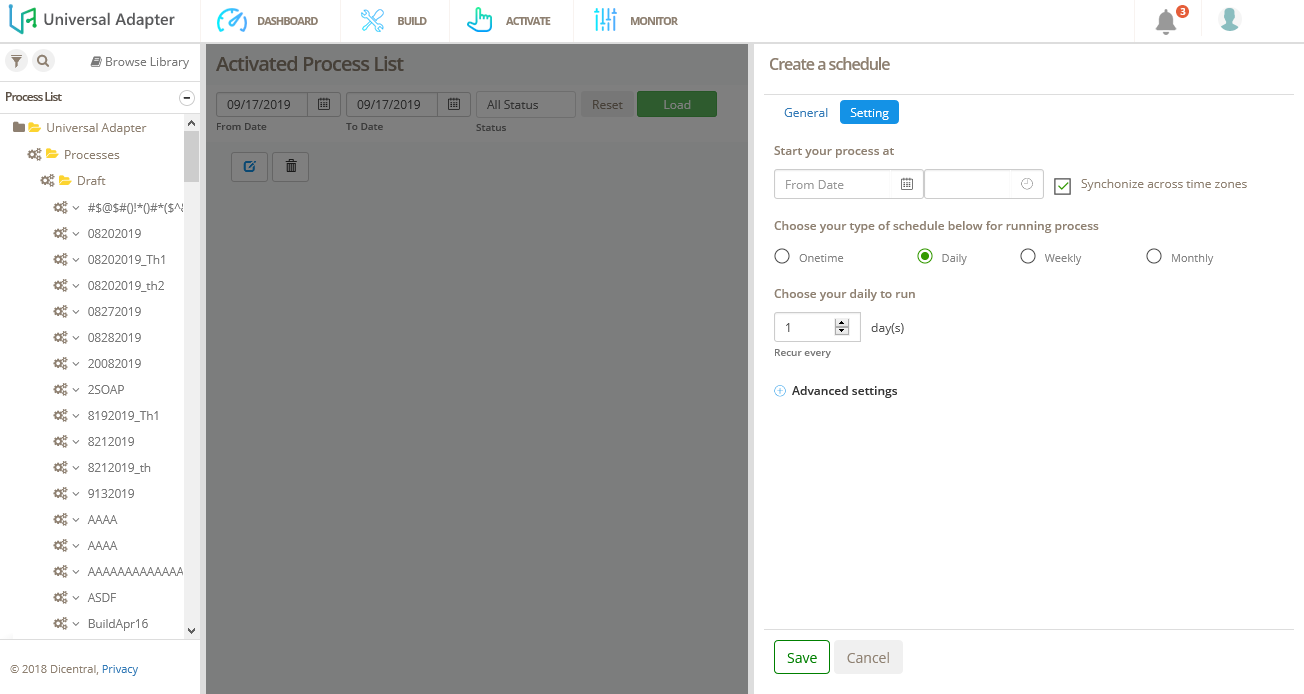 Universal Adapter
DASHBOARD
BUILD
ACTIVATE
MONITOR
3
Browse Library
Process List
Universal Adapter
Processes
Draft
#$@$#()!*()#*($^&
08202019
08202019_Th1
08202019_th2
08272019
08282019
20082019
2SOAP
8192019_Th1
8212019
8212019_th
9132019
AAAA
AAAA
AAAAAAAAAAAAA
ASDF
BuildApr16
© 2018 Dicentral, Privacy
Activated Process List
09/17/2019
09/17/2019
All Status
Reset
Load
From Date
To Date
Status
Create a schedule
General
Setting
Start your process at
From Date
Synchonize across time zones
Choose your type of schedule below for running process
Onetime
Daily
Weekly
Monthly
Choose your daily to run
1
day(s)
Recur every
Advanced settings
Save
Cancel